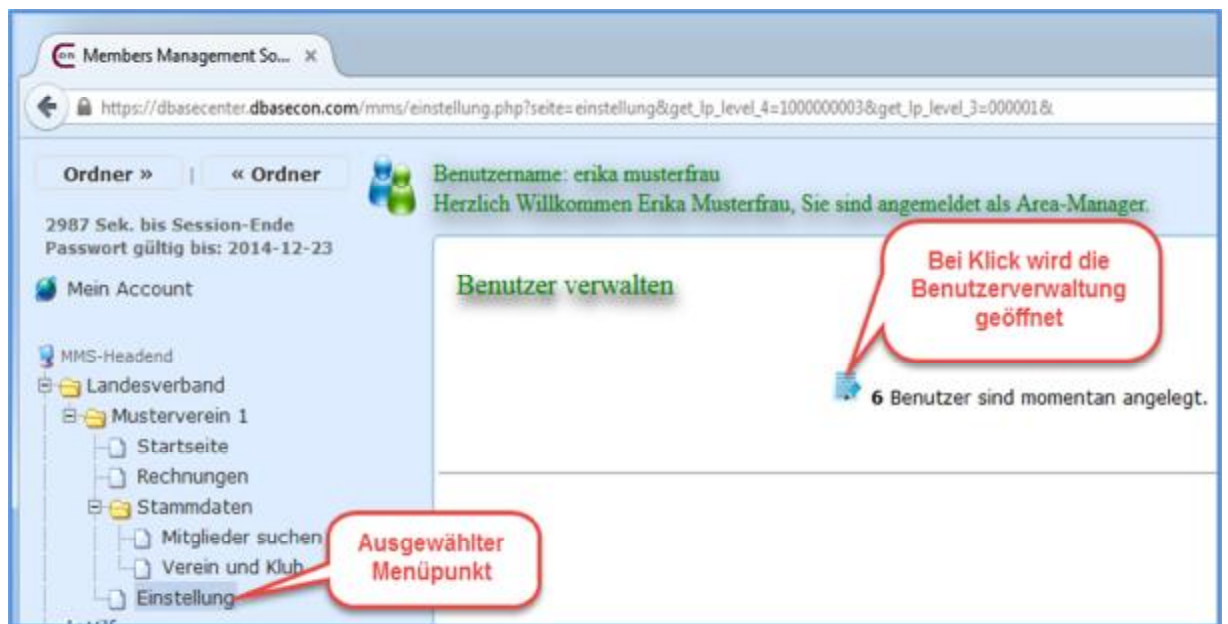 Members Management So... ×
https://dbasecenter.dbasecon.com/mms/einstellung.php?seite=einstellung&get_lp_level_4=1000000003&get_lp_level_3=000001&
Ordner » | « Ordner
Benutzername: erika musterfrau
Herzlich Willkommen Erika Musterfrau, Sie sind angemeldet als Area-Manager.
2987 Sek. bis Session-Ende
Passwort gültig bis: 2014-12-23
Mein Account
Benutzer verwalten
Bei Klick wird die
Benutzerverwaltung
geöffnet
6 Benutzer sind momentan angelegt.
MMS-Headend
Landesverband
Musterverein 1
Startseite
Rechnungen
Stammdaten
Mitglieder suchen
Verein und Klub
Einstellung
Ausgewählter
Menüpunkt